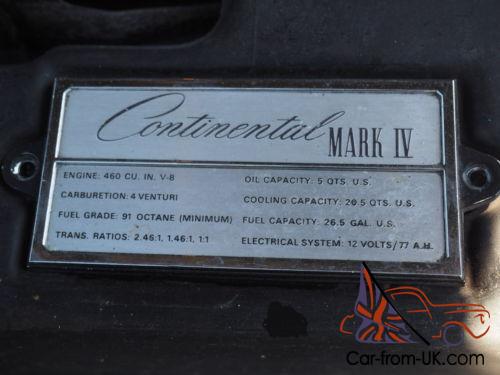 Continental MARK IV
ENGINE: 460 CU. IN. V-8
CARBURETION: 4 VENTURI
FUEL GRADE: 91 OCTANE (MINIMUM)
TRANS. RATIOS: 2.46:1, 1.46:1, 1:1
OIL CAPACITY: 5 QTS. U.S.
COOLING CAPACITY: 20.5 QTS. U.S.
FUEL CAPACITY: 26.5 GAL. U.S.
ELECTRICAL SYSTEM: 12 VOLTS/77 A.H.
Car-from-UK.com